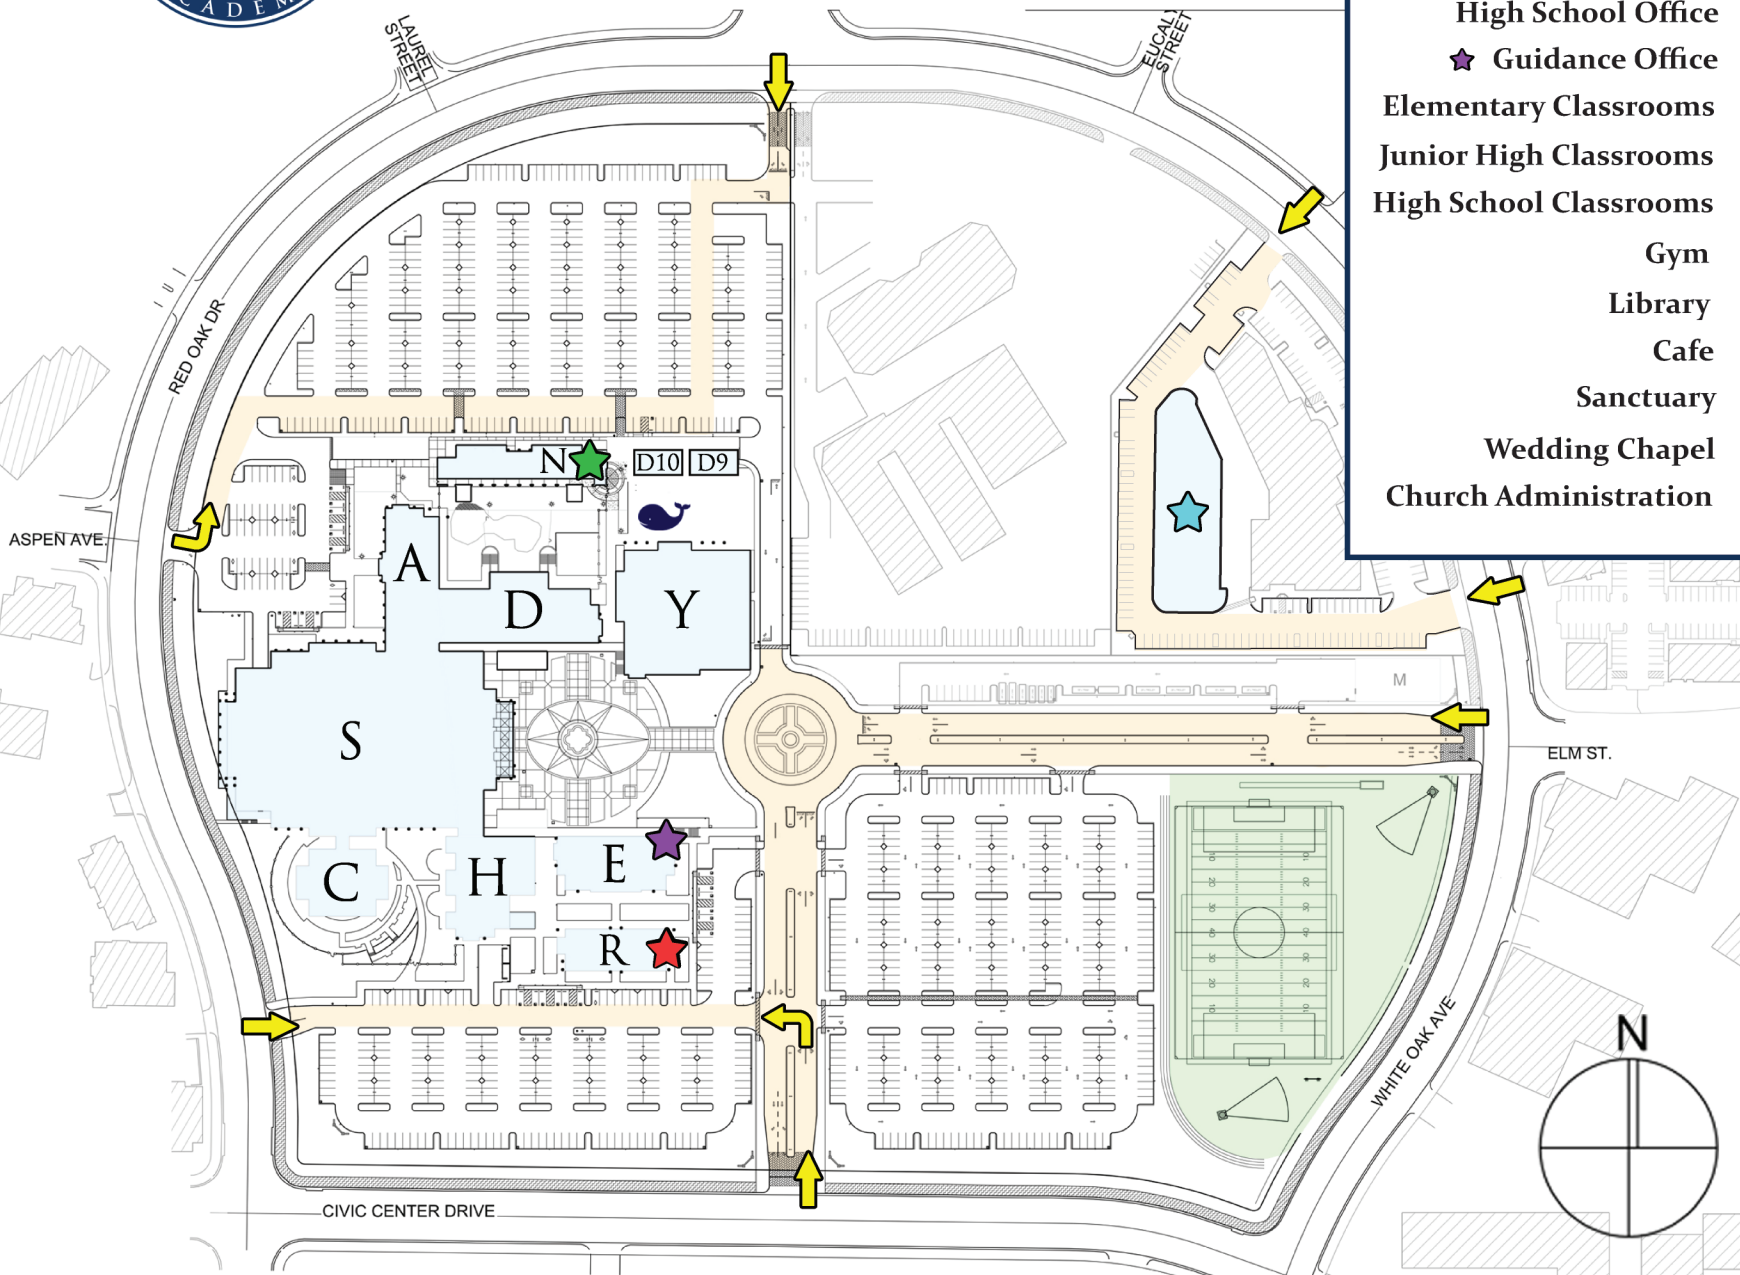 ACADEM
LAUREL
STREET
STREET
High School Office
Guidance Office
Elementary Classrooms
Junior High Classrooms
High School Classrooms
Gym
Library
Cafe
Sanctuary
Wedding Chapel
Church Administration
RED OAK DR
N
D10
D9
ASPEN AVE.
A
D
Y
S
M
ELM ST.
C
H
E
R
WHITE OAK AVE
N
CIVIC CENTER DRIVE